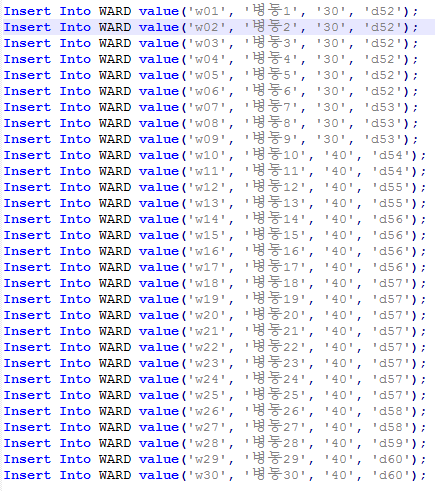 Insert Into WARD value('w01', '병동1', '30', 'd52');
Insert Into WARD value('w02', '병동2', '30', 'd52');
Insert Into WARD value('w03', '병동3', '30', 'd52');
Insert Into WARD value('w04', '병동4', '30', 'd52');
Insert Into WARD value('w05', '병동5', '30', 'd52');
Insert Into WARD value('w06', '병동6', '30', 'd52');
Insert Into WARD value('w07', '병동7', '30', 'd53');
Insert Into WARD value('w08', '병동8', '30', 'd53');
Insert Into WARD value('w09', '병동9', '30', 'd53');
Insert Into WARD value('w10', '병동10', '40', 'd54');
Insert Into WARD value('w11', '병동11', '40', 'd54');
Insert Into WARD value('w12', '병동12', '40', 'd55');
Insert Into WARD value('w13', '병동13', '40', 'd55');
Insert Into WARD value('w14', '병동14', '40', 'd56');
Insert Into WARD value('w15', '병동15', '40', 'd56');
Insert Into WARD value('w16', '병동16', '40', 'd56');
Insert Into WARD value('w17', '병동17', '40', 'd56');
Insert Into WARD value('w18', '병동18', '40', 'd57');
Insert Into WARD value('w19', '병동19', '40', 'd57');
Insert Into WARD value('w20', '병동20', '40', 'd57');
Insert Into WARD value('w21', '병동21', '40', 'd57');
Insert Into WARD value('w22', '병동22', '40', 'd57');
Insert Into WARD value('w23', '병동23', '40', 'd57');
Insert Into WARD value('w24', '병동24', '40', 'd57');
Insert Into WARD value('w25', '병동25', '40', 'd57');
Insert Into WARD value('w26', '병동26', '40', 'd58');
Insert Into WARD value('w27', '병동27', '40', 'd58');
Insert Into WARD value('w28', '병동28', '40', 'd59');
Insert Into WARD value('w29', '병동29', '40', 'd60');
Insert Into WARD value('w30', '병동30', '40', 'd60');